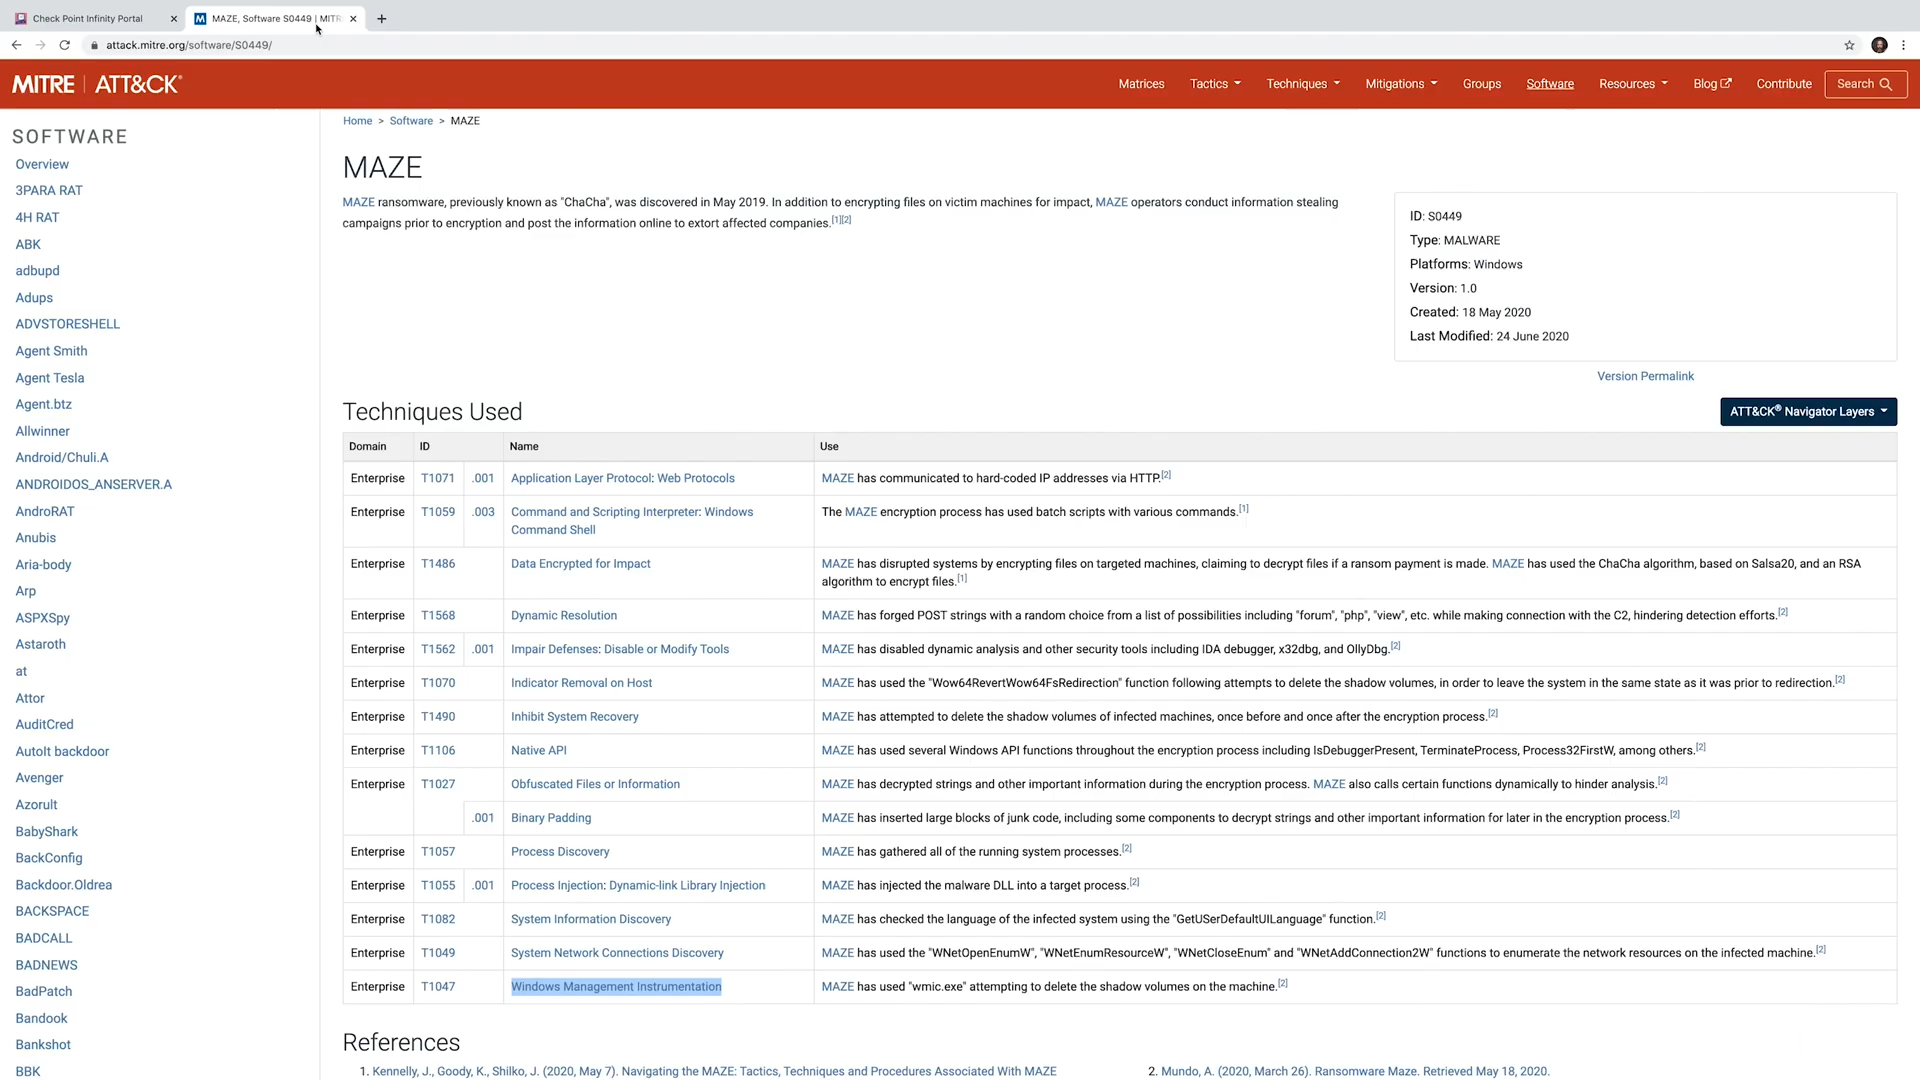 Check Point Infinity Portal
MAZE, Software S0449 | MITR
attack.mitre.org/software/S0449/
MITRE | ATT&CK®
Matrices Tactics Techniques Mitigations Groups Software Resources Blog Contribute Search
SOFTWARE
Overview
3PARA RAT
4H RAT
ABK
adbupd
Adups
ADVSTORESHELL
Agent Smith
Agent Tesla
Agent.btz
Allwinner
Android/Chuli.A
ANDROIDOS_ANSERVER.A
AndroRAT
Anubis
Aria-body
Arp
ASPXSpy
Astaroth
at
Attor
AuditCred
AutoIt backdoor
Avenger
Azorult
BabyShark
BackConfig
Backdoor.Oldrea
BACKSPACE
BADCALL
BADNEWS
BadPatch
Bandook
Bankshot
BBK
Home > Software > MAZE
MAZE
MAZE ransomware, previously known as "ChaCha", was discovered in May 2019. In addition to encrypting files on victim machines for impact, MAZE operators conduct information stealing
campaigns prior to encryption and post the information online to extort affected companies.[1][2]
ID: S0449
Type: MALWARE
Platforms: Windows
Version: 1.0
Created: 18 May 2020
Last Modified: 24 June 2020
Version Permalink
Techniques Used
ATT&CK® Navigator Layers
Domain ID Name Use
Enterprise T1071 .001 Application Layer Protocol: Web Protocols MAZE has communicated to hard-coded IP addresses via HTTP.[2]
Enterprise T1059 .003 Command and Scripting Interpreter: Windows The MAZE encryption process has used batch scripts with various commands.[1]
Command Shell
Enterprise T1486 Data Encrypted for Impact MAZE has disrupted systems by encrypting files on targeted machines, claiming to decrypt files if a ransom payment is made. MAZE has used the ChaCha algorithm, based on Salsa20, and an RSA
algorithm to encrypt files.[1]
Enterprise T1568 Dynamic Resolution MAZE has forged POST strings with a random choice from a list of possibilities including "forum", "php", "view", etc. while making connection with the C2, hindering detection efforts.[2]
Enterprise T1562 .001 Impair Defenses: Disable or Modify Tools MAZE has disabled dynamic analysis and other security tools including IDA debugger, x32dbg, and OllyDbg.[2]
Enterprise T1070 Indicator Removal on Host MAZE has used the "Wow64RevertWow64FsRedirection" function following attempts to delete the shadow volumes, in order to leave the system in the same state as it was prior to redirection.[2]
Enterprise T1490 Inhibit System Recovery MAZE has attempted to delete the shadow volumes of infected machines, once before and once after the encryption process.[2]
Enterprise T1106 Native API MAZE has used several Windows API functions throughout the encryption process including IsDebuggerPresent, TerminateProcess, Process32FirstW, among others.[2]
Enterprise T1027 Obfuscated Files or Information MAZE has decrypted strings and other important information during the encryption process. MAZE also calls certain functions dynamically to hinder analysis.[2]
.001 Binary Padding MAZE has inserted large blocks of junk code, including some components to decrypt strings and other important information for later in the encryption process.[2]
Enterprise T1057 Process Discovery MAZE has gathered all of the running system processes.[2]
Enterprise T1055 .001 Process Injection: Dynamic-link Library Injection MAZE has injected the malware DLL into a target process.[2]
Enterprise T1082 System Information Discovery MAZE has checked the language of the infected system using the "GetUSerDefaultUILanguage" function.[2]
Enterprise T1049 System Network Connections Discovery MAZE has used the "WNetOpenEnumW", "WNetEnumResourceW", "WNetCloseEnum" and "WNetAddConnection2W" functions to enumerate the network resources on the infected machine.[2]
Enterprise T1047 Windows Management Instrumentation MAZE has used "wmic.exe" attempting to delete the shadow volumes on the machine.[2]
References
1. Kennelly, J., Goody, K., Shilko, J. (2020, May 7). Navigating the MAZE: Tactics, Techniques and Procedures Associated With MAZE
2. Mundo, A. (2020, March 26). Ransomware Maze. Retrieved May 18, 2020.